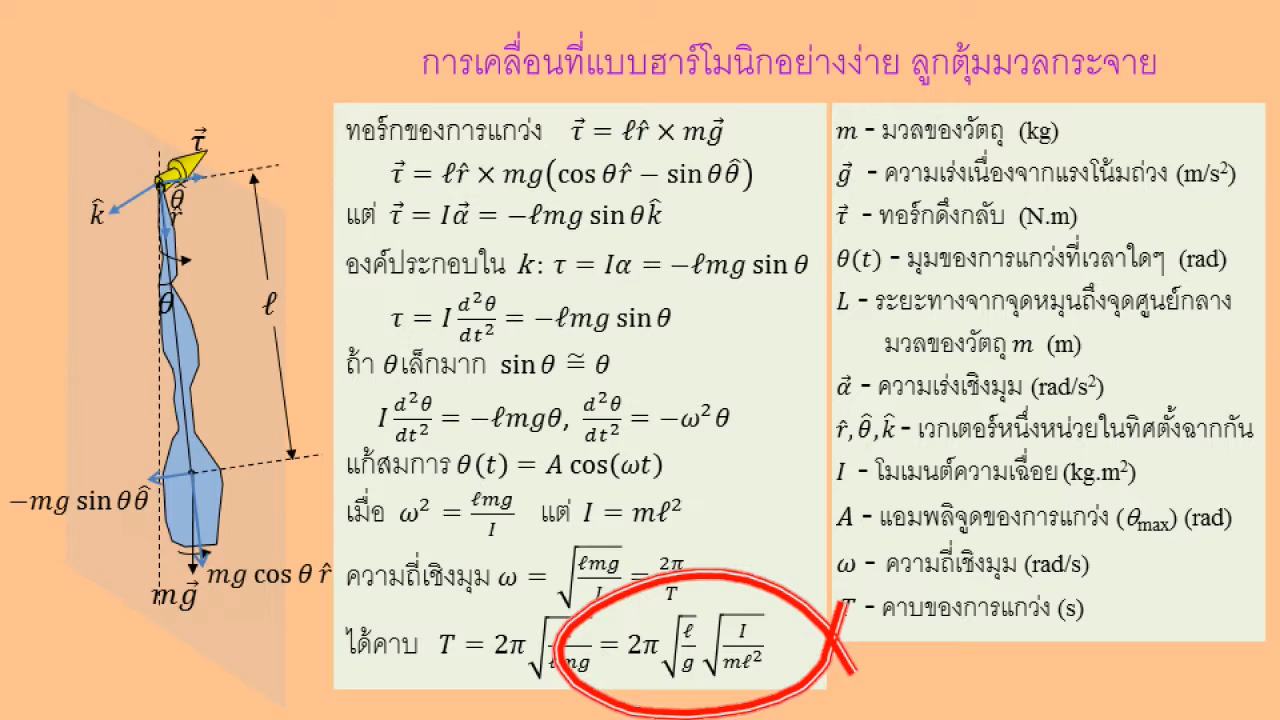 การเคลื่อนที่แบบฮาร์โมนิกอย่างง่าย ลูกตุ้มมวลกระจาย
τ⃗
θ̂
k̂
r̂
θ
ℓ
−mg sin θ θ̂
mg cos θ r̂
mg⃗
ทอร์กของการแกว่ง τ⃗ = ℓr̂ × mg⃗
τ⃗ = ℓr̂ × mg(cos θr̂ − sin θθ̂)
แต่ τ⃗ = Iα⃗ = −ℓmg sin θk̂
องค์ประกอบใน k: τ = Iα = −ℓmg sin θ
τ = I d²θ/dt² = −ℓmg sin θ
ถ้า θ เล็กมาก sin θ ≅ θ
I d²θ/dt² = −ℓmgθ, d²θ/dt² = −ω²θ
แก้สมการ θ(t) = A cos(ωt)
เมื่อ ω² = ℓmg/I แต่ I = mℓ²
ความถี่เชิงมุม ω = √(ℓmg/I) = 2π/T
ได้คาบ T = 2π√(I/ℓmg) = 2π√(ℓ/g) √(I/mℓ²)
m - มวลของวัตถุ (kg)
g⃗ - ความเร่งเนื่องจากแรงโน้มถ่วง (m/s²)
τ⃗ - ทอร์กดึงกลับ (N.m)
θ(t) - มุมของการแกว่งที่เวลาใดๆ (rad)
L - ระยะทางจากจุดหมุนถึงจุดศูนย์กลาง
มวลของวัตถุ m (m)
α⃗ - ความเร่งเชิงมุม (rad/s²)
r̂, θ̂, k̂ - เวกเตอร์หนึ่งหน่วยในทิศตั้งฉากกัน
I - โมเมนต์ความเฉื่อย (kg.m²)
A - แอมพลิจูดของการแกว่ง (θmax) (rad)
ω - ความถี่เชิงมุม (rad/s)
T - คาบของการแกว่ง (s)